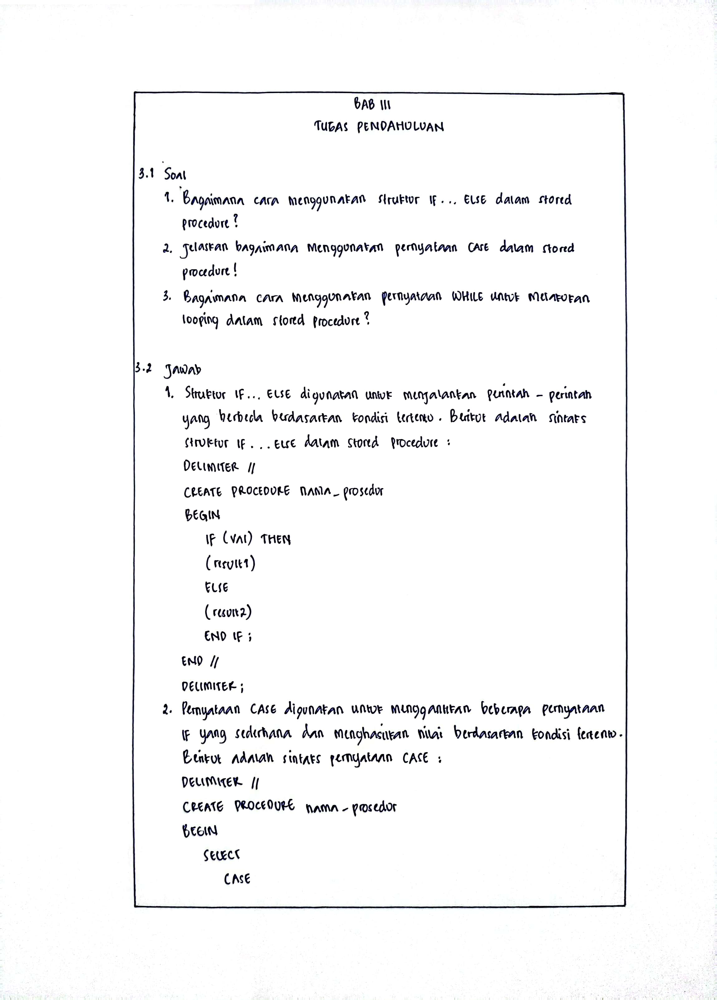 BAB III
TUGAS PENDAHULUAN
3.1 Soal
1. Bagaimana cara menggunakan struktur IF... ELSE dalam stored
procedure?
2. Jelaskan bagaimana menggunakan pernyataan CASE dalam stored
procedure!
3. Bagaimana cara menggunakan pernyataan WHILE untuk melakukan
looping dalam stored procedure?
3.2 Jawab
1. Struktur IF... ELSE digunakan untuk menjalankan perintah - perintah
yang berbeda berdasarkan kondisi tertentu. Berikut adalah sintaks
struktur IF....ELSE dalam stored procedure :
DELIMITER //
CREATE PROCEDURE nama_prosedur
BEGIN
IF (val) THEN
(result1)
ELSE
(result2)
END IF ;
END //
DELIMITER ;
2. Pernyataan CASE digunakan untuk menggantikan beberapa pernyataan
IF yang sederhana dan menghasilkan nilai berdasarkan kondisi tertentu.
Berikut adalah sintaks pernyataan CASE :
DELIMITER //
CREATE PROCEDURE nama_prosedur
BEGIN
SELECT
CASE